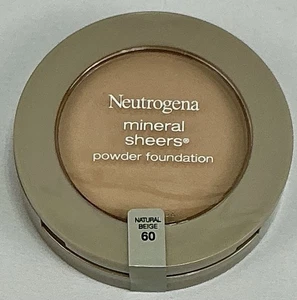 Neutrogena
mineral
sheers®
powder foundation
NATURAL
BEIGE
60